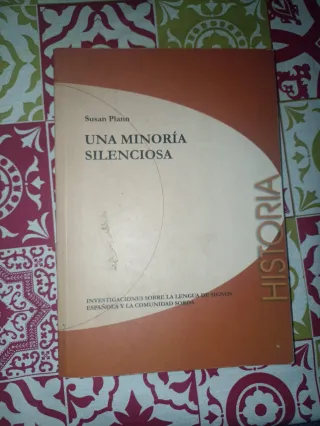 Susan Plann
UNA MINORÍA
SILENCIOSA
HISTORIA
INVESTIGACIONES SOBRE LA LENGUA DE SIGNOS
ESPAÑOLA Y LA COMUNIDAD SORDA